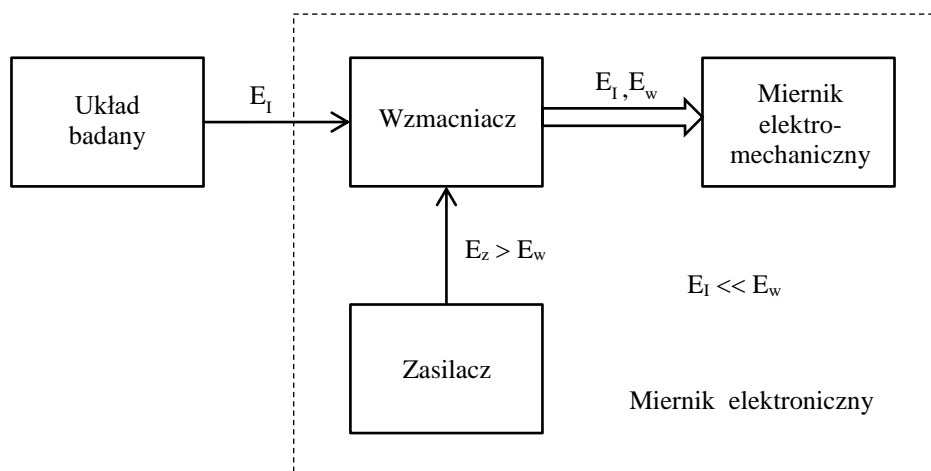 Układ
badany
E_I
Wzmacniacz
E_I ,E_w
Miernik
elektro-
mechaniczny
E_z > E_w
E_I << E_w
Zasilacz
Miernik elektroniczny